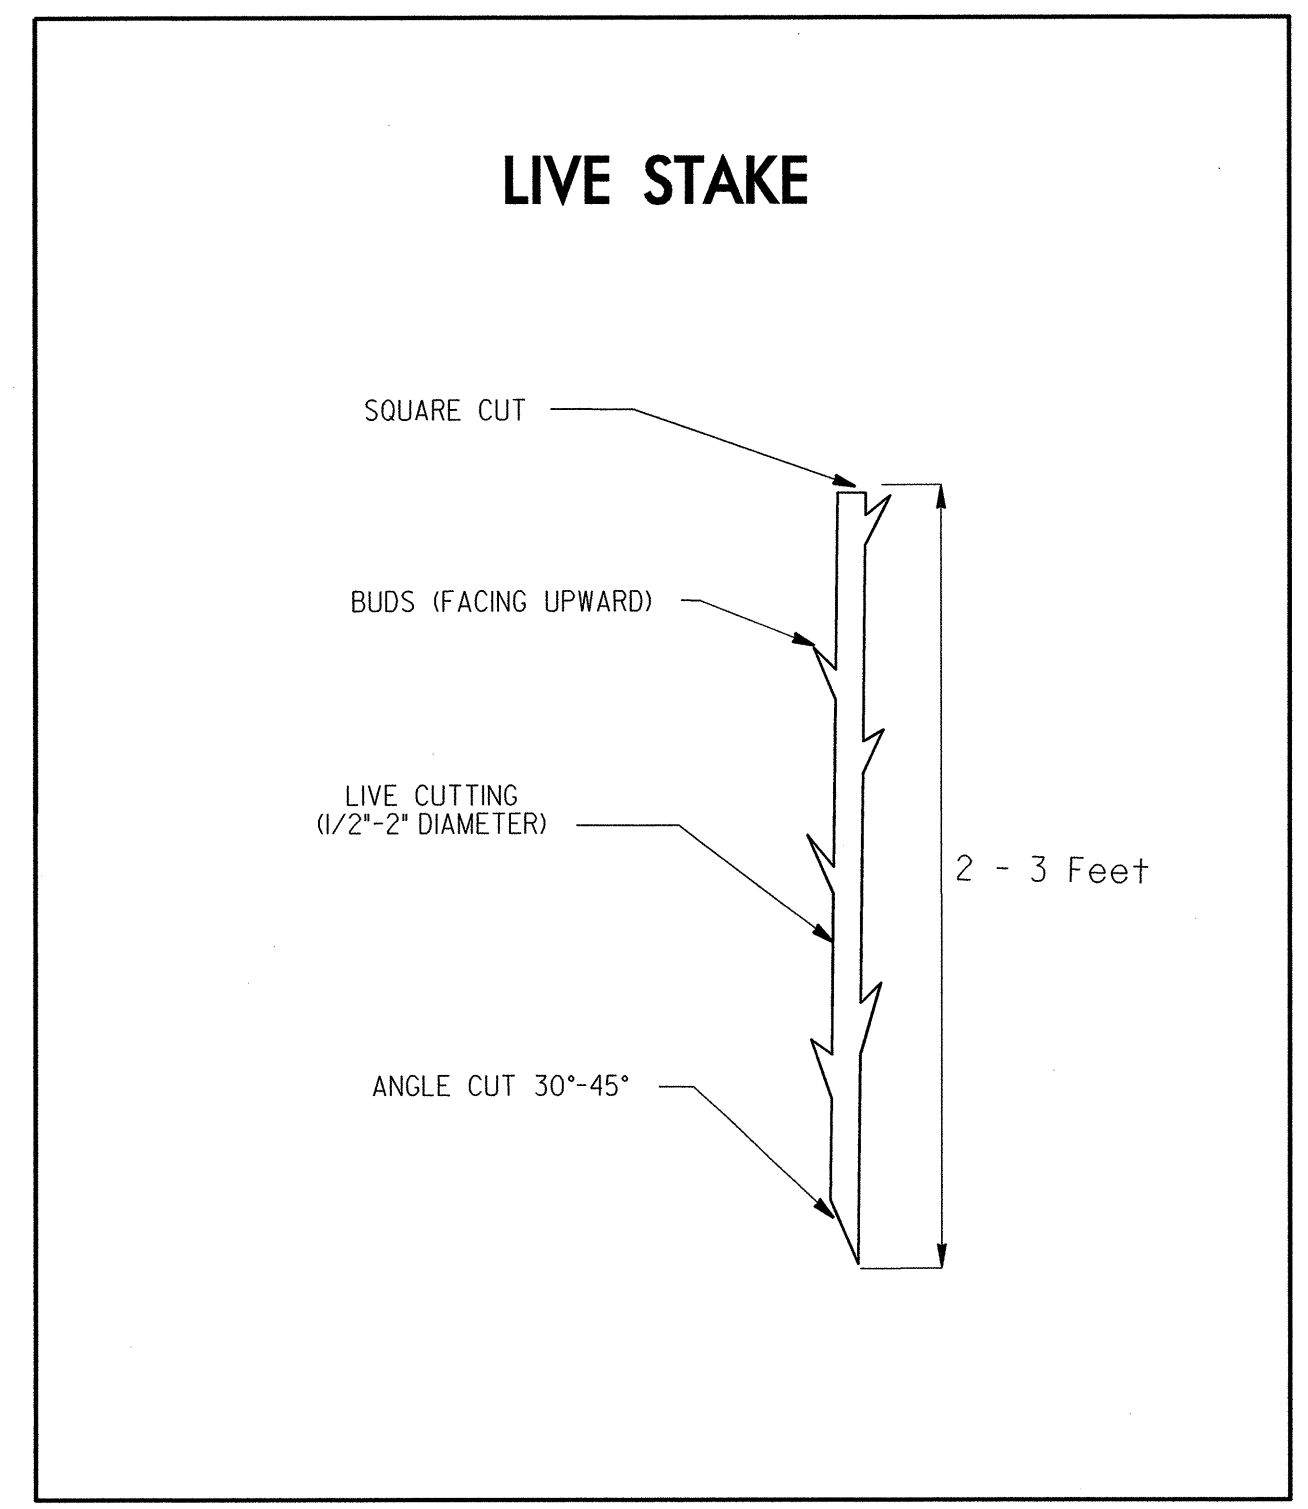 LIVE STAKE
SQUARE CUT
BUDS (FACING UPWARD)
LIVE CUTTING
(1/2"-2" DIAMETER)
2 - 3 Feet
ANGLE CUT 30°-45°